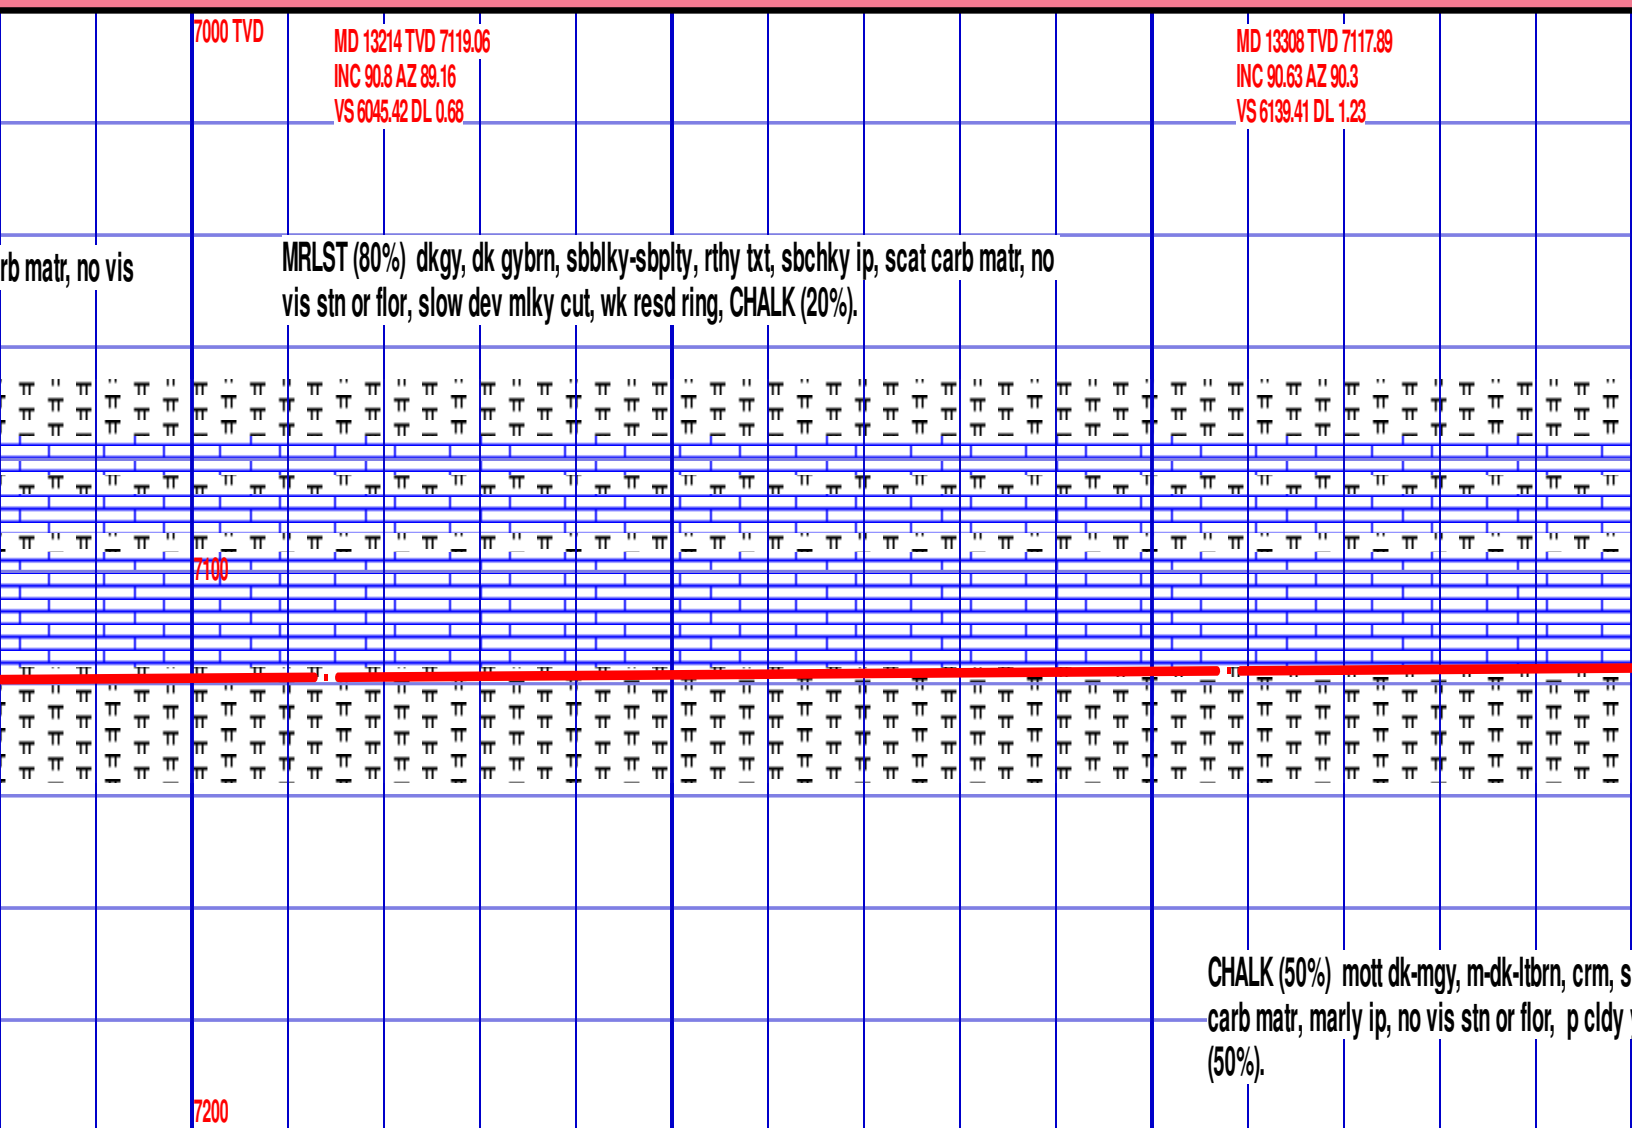 7000 TVD
MD 13214 TVD 7119.06
INC 90.8 AZ 89.16
VS 6045.42 DL 0.68
MD 13308 TVD 7117.89
INC 90.63 AZ 90.3
VS 6139.41 DL 1.23
rb matr, no vis
MRLST (80%)  dkgy, dk gybrn, sbblky-sbplty, rthy txt, sbchky ip, scat carb matr, no
vis stn or flor, slow dev mlky cut, wk resd ring, CHALK (20%).
7100
CHALK (50%)  mott dk-mgy, m-dk-ltbrn, crm, s
carb matr, marly ip, no vis stn or flor,  p cldy
(50%).
7200